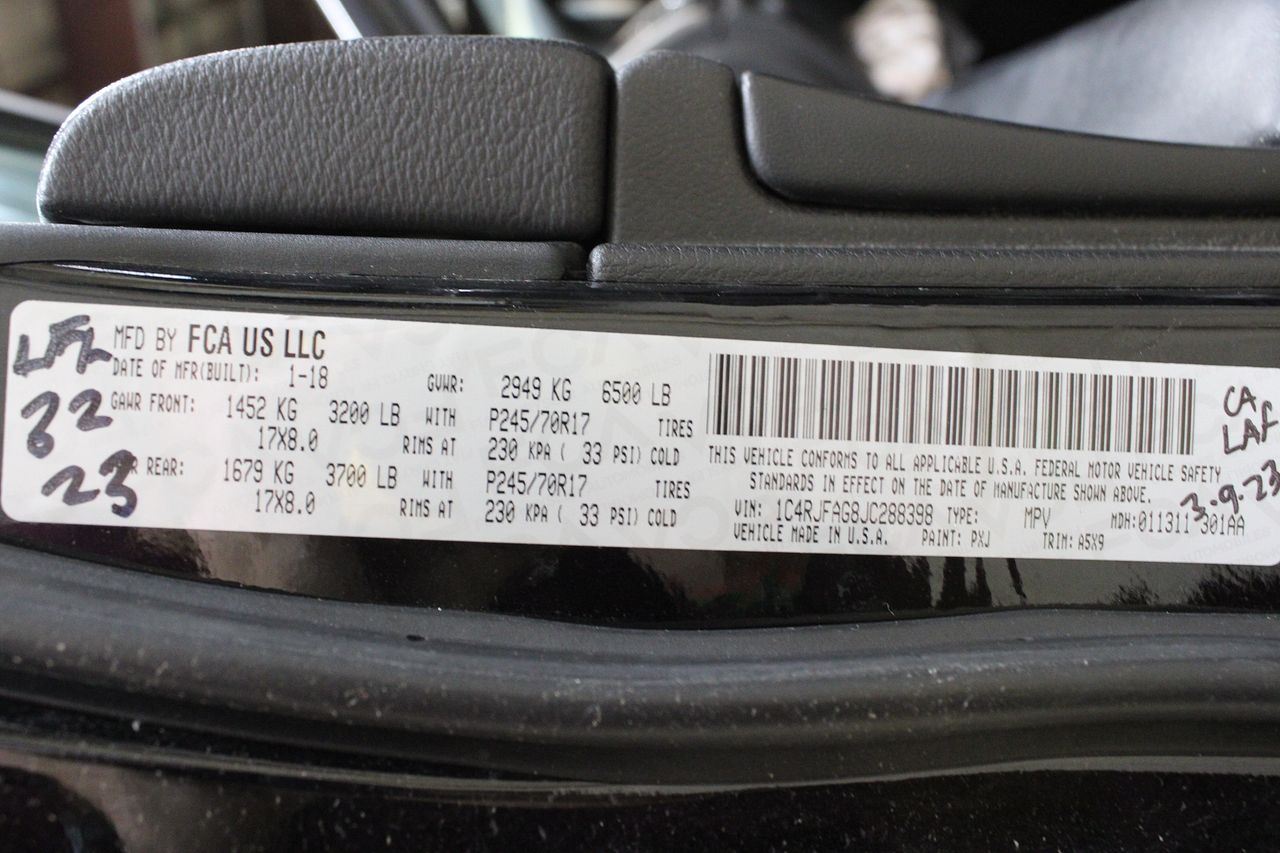 MFD BY FCA US LLC
DATE OF MFR(BUILT): 1-18 GVWR: 2949 KG 6500 LB
GAWR FRONT: 1452 KG 3200 LB WITH P245/70R17 TIRES
17X8.0 RIMS AT 230 KPA ( 33 PSI) COLD
R REAR: 1679 KG 3700 LB WITH P245/70R17 TIRES
17X8.0 RIMS AT 230 KPA ( 33 PSI) COLD
22
23
THIS VEHICLE CONFORMS TO ALL APPLICABLE U.S.A. FEDERAL MOTOR VEHICLE SAFETY
STANDARDS IN EFFECT ON THE DATE OF MANUFACTURE SHOWN ABOVE.
VIN: 1C4RJFAG8JC288398 TYPE: MPV MDH:011311 301AA
VEHICLE MADE IN U.S.A. PAINT: PXJ TRIM: A5X9
CA
LAF
3.9.23